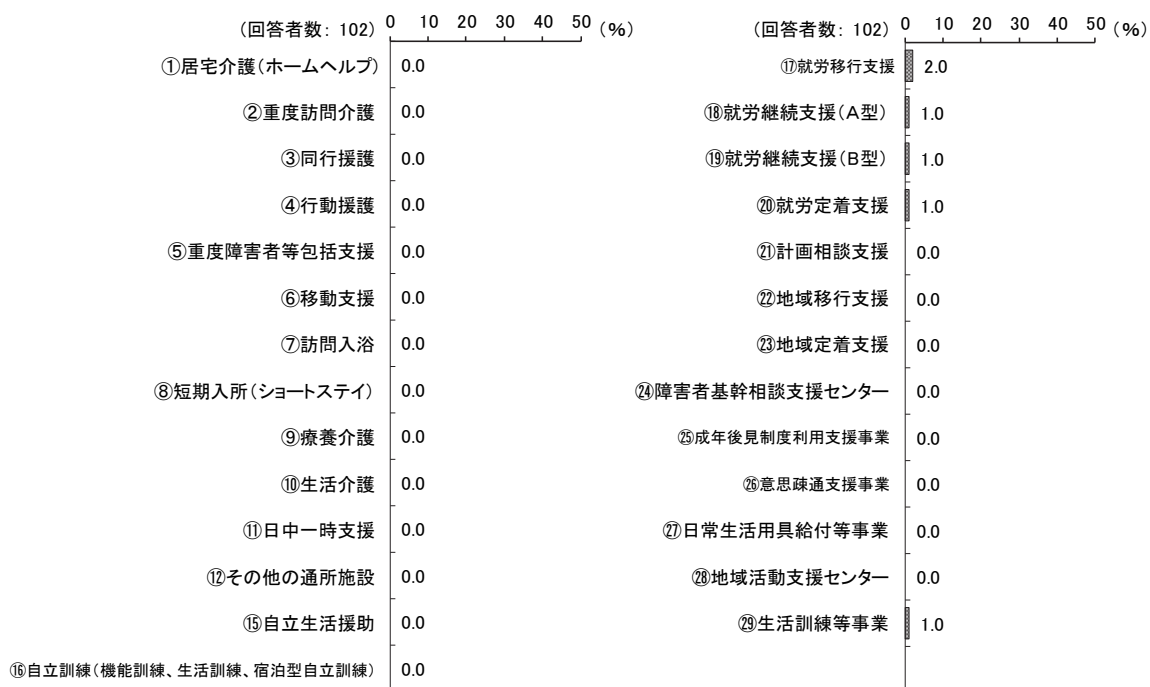 (回答者数: 102)
0 10 20 30 40 50 (%)
①居宅介護(ホームヘルプ) 0.0
②重度訪問介護 0.0
③同行援護 0.0
④行動援護 0.0
⑤重度障害者等包括支援 0.0
⑥移動支援 0.0
⑦訪問入浴 0.0
⑧短期入所(ショートステイ) 0.0
⑨療養介護 0.0
⑩生活介護 0.0
⑪日中一時支援 0.0
⑫その他の通所施設 0.0
⑮自立生活援助 0.0
⑯自立訓練(機能訓練、生活訓練、宿泊型自立訓練) 0.0
(回答者数: 102)
0 10 20 30 40 50 (%)
⑰就労移行支援 2.0
⑱就労継続支援(A型) 1.0
⑲就労継続支援(B型) 1.0
⑳就労定着支援 1.0
㉑計画相談支援 0.0
㉒地域移行支援 0.0
㉓地域定着支援 0.0
㉔障害者基幹相談支援センター 0.0
㉕成年後見制度利用支援事業 0.0
㉖意思疎通支援事業 0.0
㉗日常生活用具給付等事業 0.0
㉘地域活動支援センター 0.0
㉙生活訓練等事業 1.0